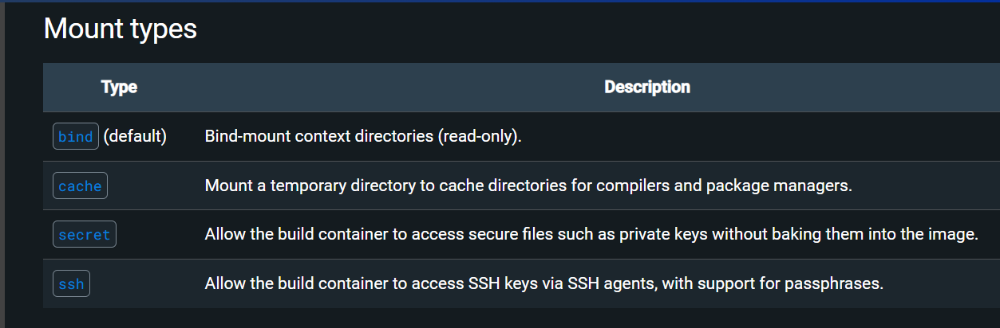 Mount types
Type Description
bind (default) Bind-mount context directories (read-only).
cache Mount a temporary directory to cache directories for compilers and package managers.
secret Allow the build container to access secure files such as private keys without baking them into the image.
ssh Allow the build container to access SSH keys via SSH agents, with support for passphrases.